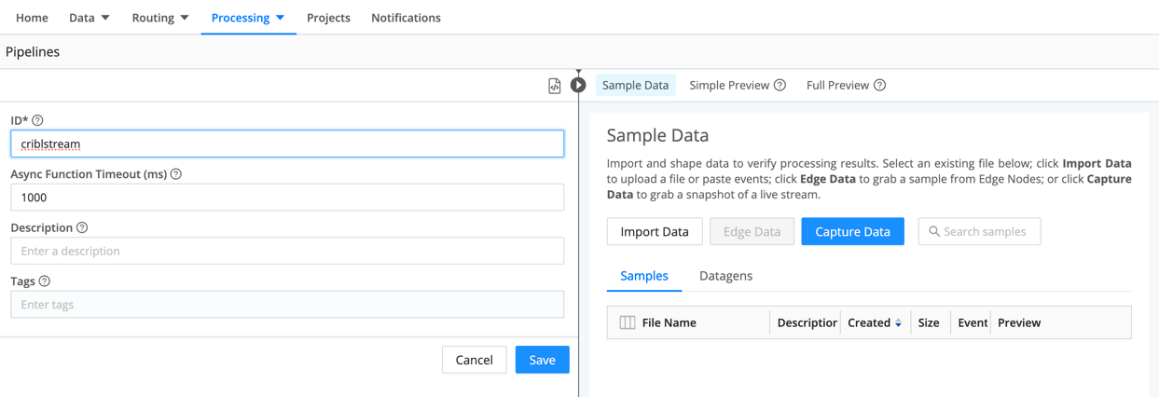 Home Data Routing Processing Projects Notifications
Pipelines
ID*
criblstream
Async Function Timeout (ms)
1000
Description
Enter a description
Tags
Enter tags
Cancel Save
Sample Data Simple Preview Full Preview
Sample Data
Import and shape data to verify processing results. Select an existing file below; click Import Data
to upload a file or paste events; click Edge Data to grab a sample from Edge Nodes; or click Capture
Data to grab a snapshot of a live stream.
Import Data Edge Data Capture Data Search samples
Samples Datagens
File Name Descriptior Created Size Event Preview